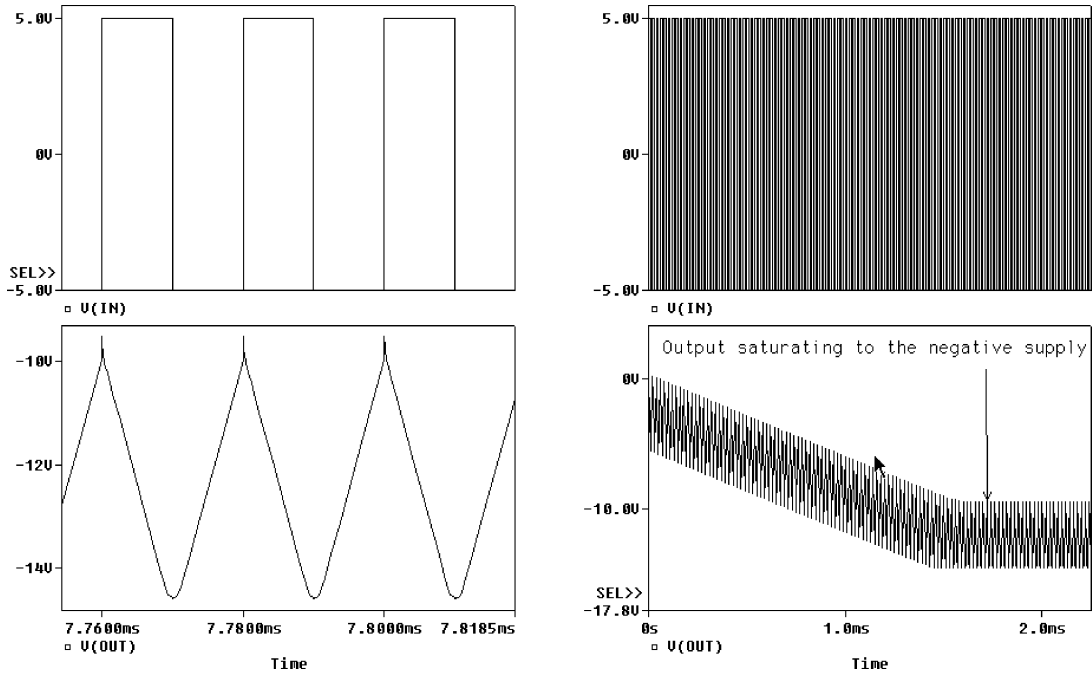 5.0V
0V
SEL>>
-5.0V
V(IN)
-10V
-12V
-14V
7.7600ms 7.7800ms 7.8000ms 7.8185ms
V(OUT)
Time
5.0V
0V
-5.0V
V(IN)
Output saturating to the negative supply
0V
-10.0V
SEL>>
-17.8V
0s 1.0ms 2.0ms
V(OUT)
Time